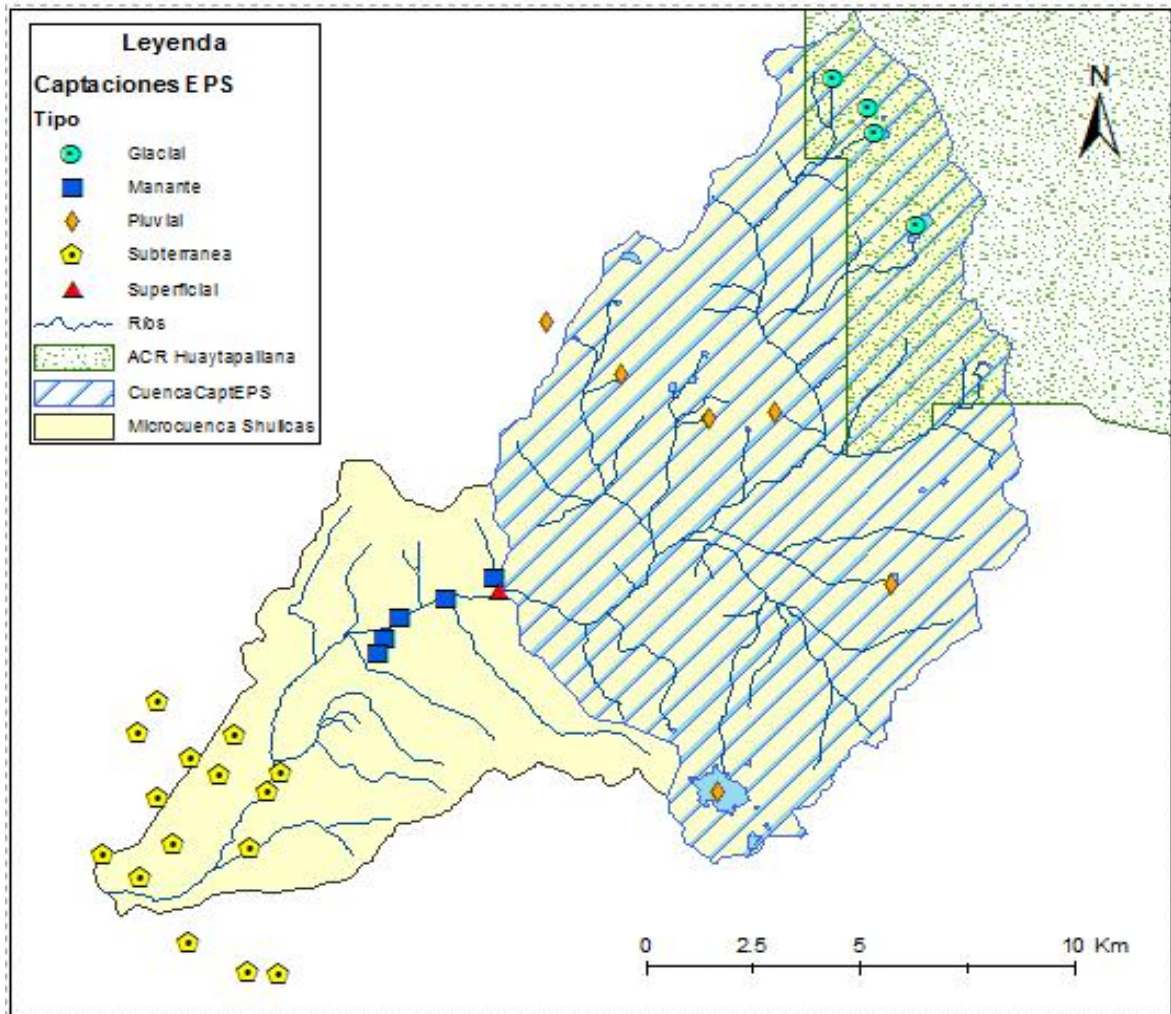 Leyenda
Captaciones EPS
Tipo
Glacial
Manante
Pluvial
Subterranea
Superficial
Ríos
ACR Huaytapallana
CuencaCaptEPS
Microcuenca Shullcas
N
0 2.5 5 10 Km